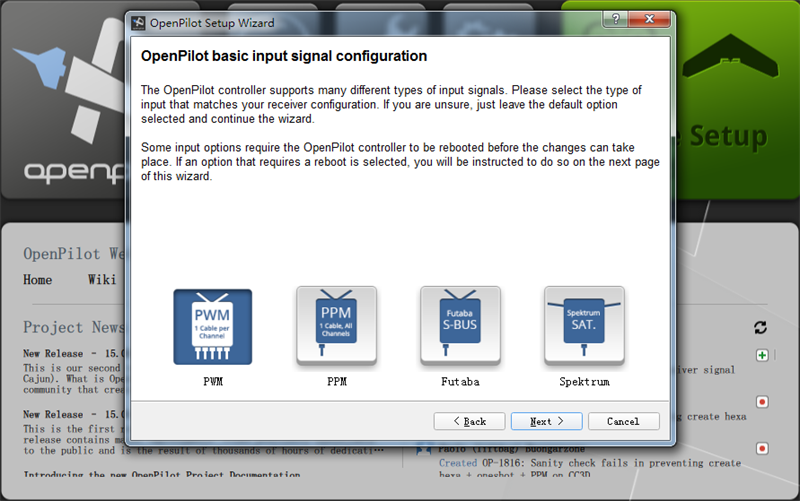 OpenPilot Setup Wizard
OpenPilot basic input signal configuration
The OpenPilot controller supports many different types of input signals. Please select the type of
input that matches your receiver configuration. If you are unsure, just leave the default option
selected and continue the wizard.
Some input options require the OpenPilot controller to be rebooted before the changes can take
place. If an option that requires a reboot is selected, you will be instructed to do so on the next page
of this wizard.
PWM
1 Cable per
Channel
PPM
1 Cable, All
Channels
Futaba
S-BUS
Spektrum
SAT.
PWM
PPM
Futaba
Spektrum
< Back
Next >
Cancel
openp
e Setup
OpenPilot We
Home Wiki
Project News
New Release - 15.0
This is our second
Cajun). What is Ope
community that crea
New Release - 15.0
This is the first r
release contains ma
to the public and is the result of thousands of hours of dedicati…
Introducing the new OpenPilot Project Documentation
iver signal
ng create hexa
Buongarzone
Created OP-1816: Sanity check fails in preventing create
hexa + oneshot + PPM on CC3D